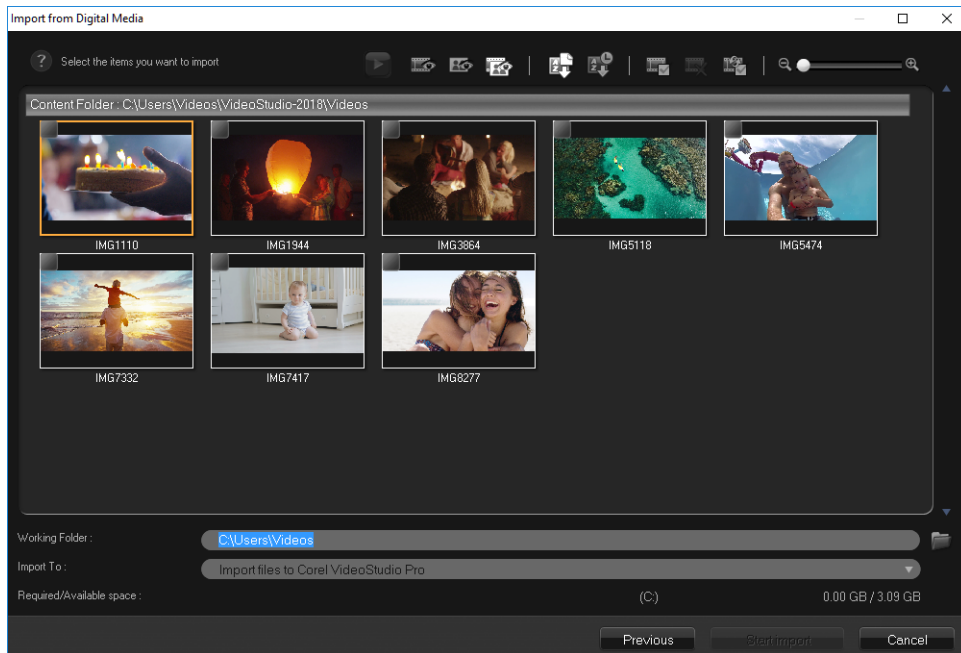 Import from Digital Media
? Select the items you want to import
Content Folder : C:\Users\Videos\VideoStudio-2018\Videos
IMG1110 IMG1944 IMG3864 IMG5118 IMG5474
IMG7332 IMG7417 IMG8277
Working Folder : C:\Users\Videos
Import To : Import files to Corel VideoStudio Pro
Required/Available space : (C:) 0.00 GB / 3.09 GB
Previous Start import Cancel